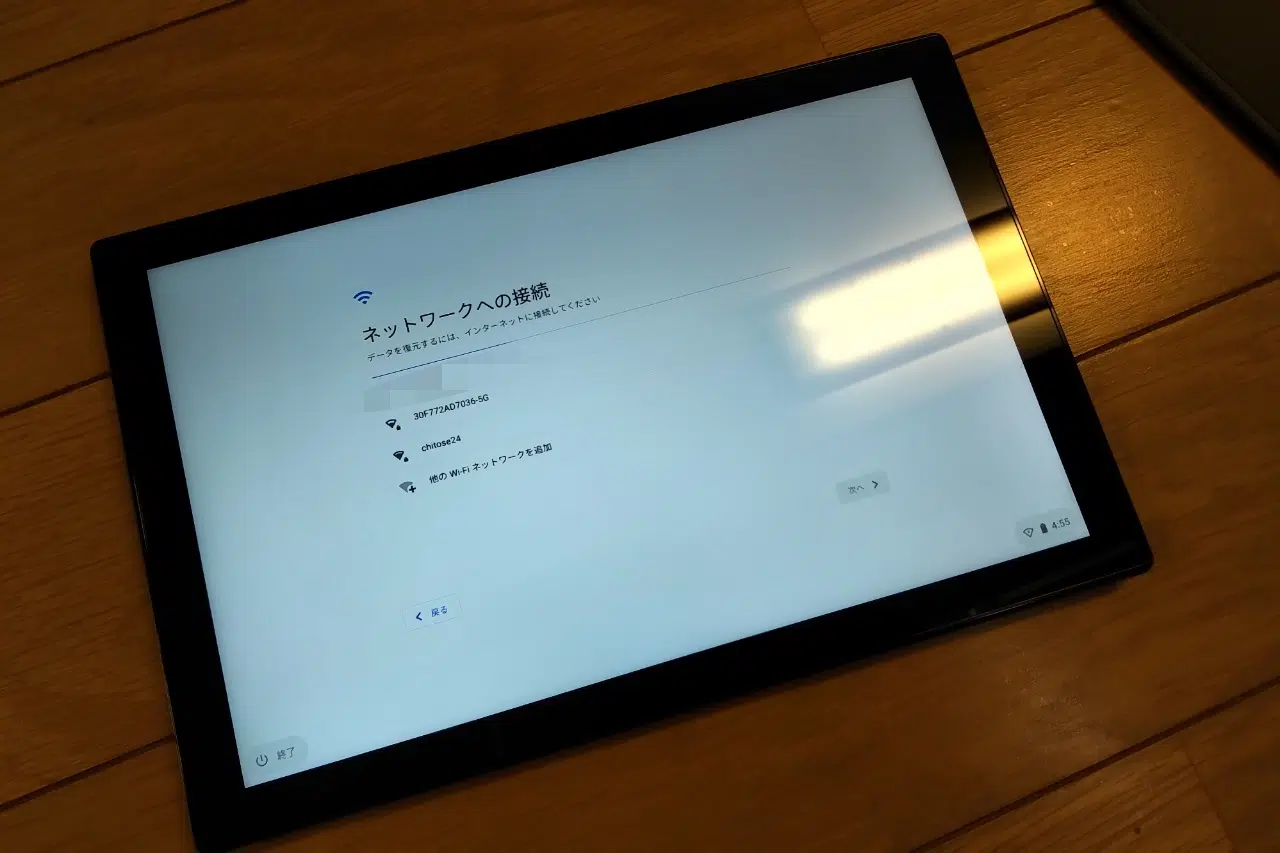 ネットワークへの接続
データを復元するには、インターネットに接続してください
30F772AD7036-5G
chitose24
他の Wi-Fi ネットワークを追加
次へ
戻る
4:55
終了